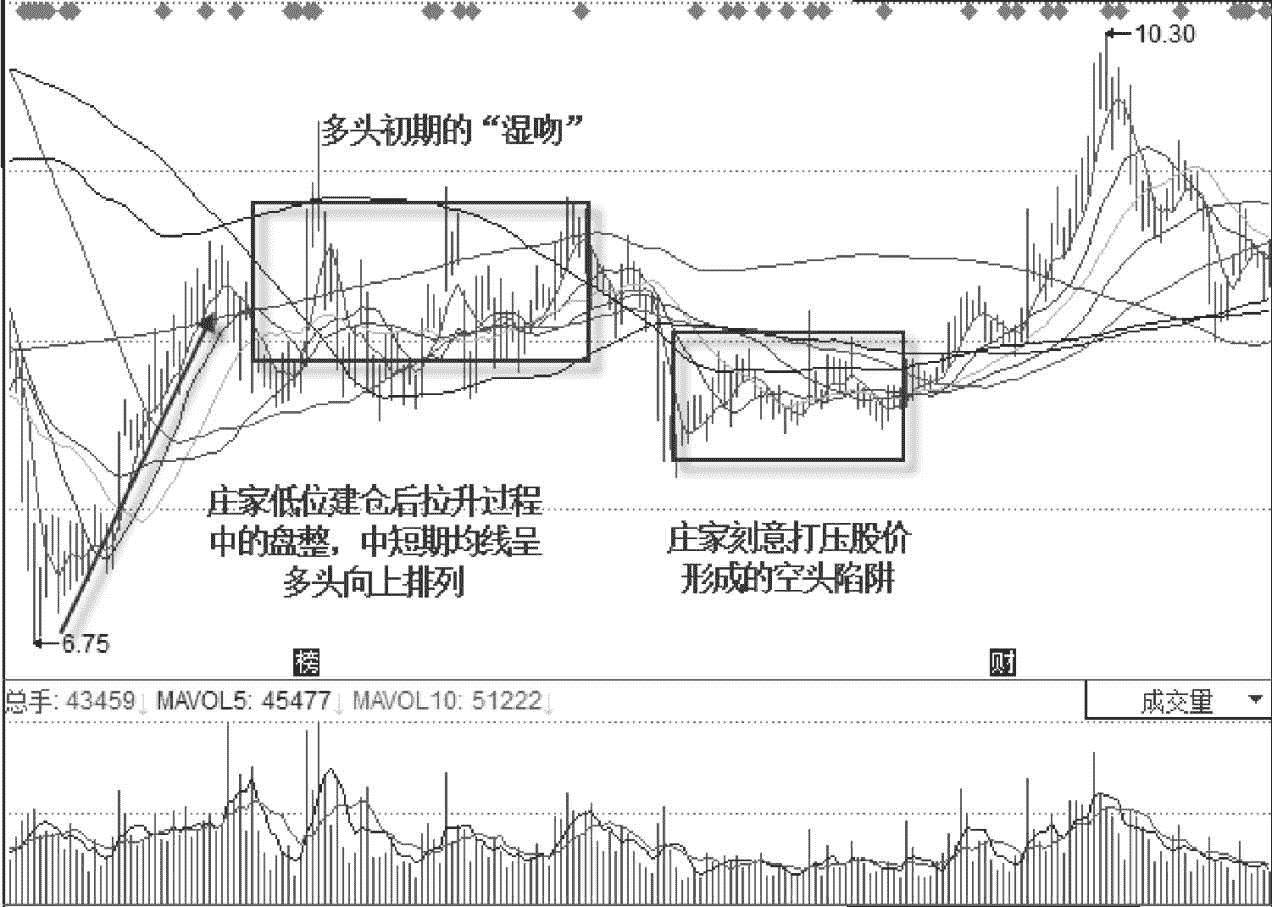 10.30
多头初期的“湿吻”
庄家低位建仓后拉升过程
中的盘整，中短期均线呈
多头向上排列
庄家刻意打压股价
形成的空头陷阱
6.75
榜
财
总手: 43459↓ MAVOL5: 45477↓ MAVOL10: 51222↓
成交量